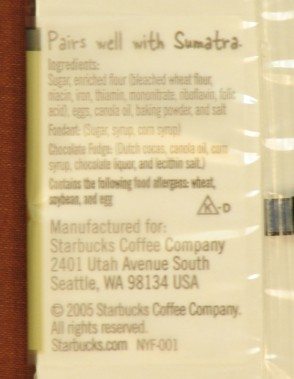 Pairs well with Sumatra.
Ingredients:
Sugar, enriched flour (bleached wheat flour,
niacin, iron, thiamin, mononitrate, riboflavin, folic
acid), eggs, canola oil, baking powder, and salt
Fondant: (Sugar, syrup, corn syrup)
Chocolate Fudge: (Dutch cocoa, canola oil, corn
syrup, chocolate liquor, and lecithin salt.)
Contains the following food allergens: wheat,
soybean, and egg
K-D
Manufactured for:
Starbucks Coffee Company
2401 Utah Avenue South
Seattle, WA 98134 USA
© 2005 Starbucks Coffee Company.
All rights reserved.
Starbucks.com NYF-001